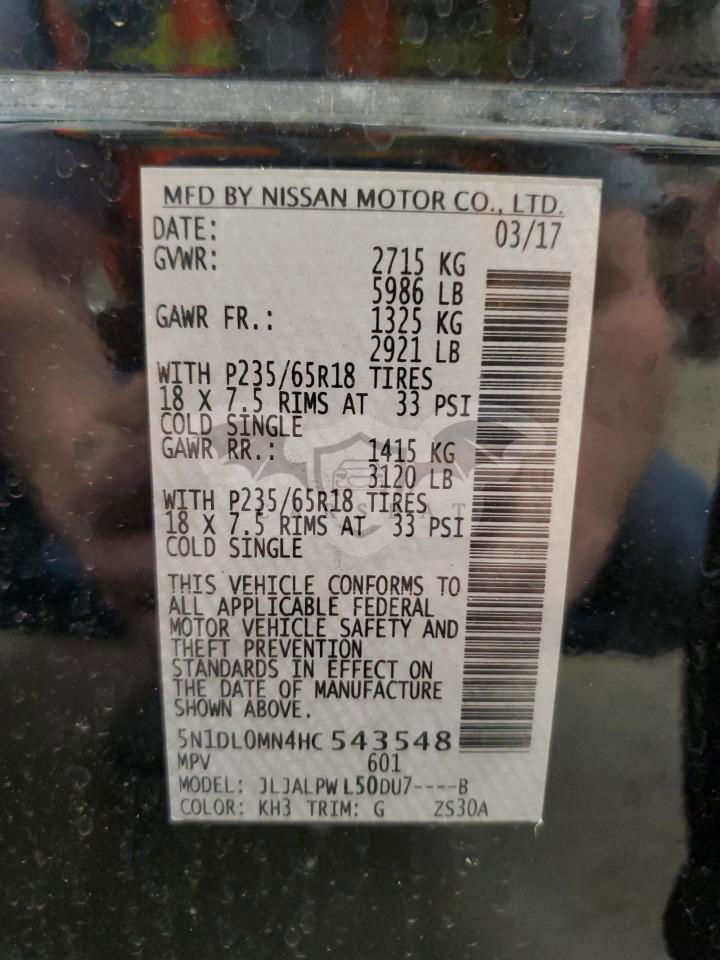 MFD BY NISSAN MOTOR CO., LTD.
DATE: 03/17
GVWR: 2715 KG
5986 LB
GAWR FR.: 1325 KG
2921 LB
WITH P235/65R18 TIRES
18 X 7.5 RIMS AT 33 PSI
COLD SINGLE
GAWR RR.: 1415 KG
3120 LB
WITH P235/65R18 TIRES
18 X 7.5 RIMS AT 33 PSI
COLD SINGLE
THIS VEHICLE CONFORMS TO
ALL APPLICABLE FEDERAL
MOTOR VEHICLE SAFETY AND
THEFT PREVENTION
STANDARDS IN EFFECT ON
THE DATE OF MANUFACTURE
SHOWN ABOVE.
5N1DL0MN4HC 543548
MPV 601
MODEL: JLJALPW L50DU7----B
COLOR: KH3 TRIM: G ZS30A